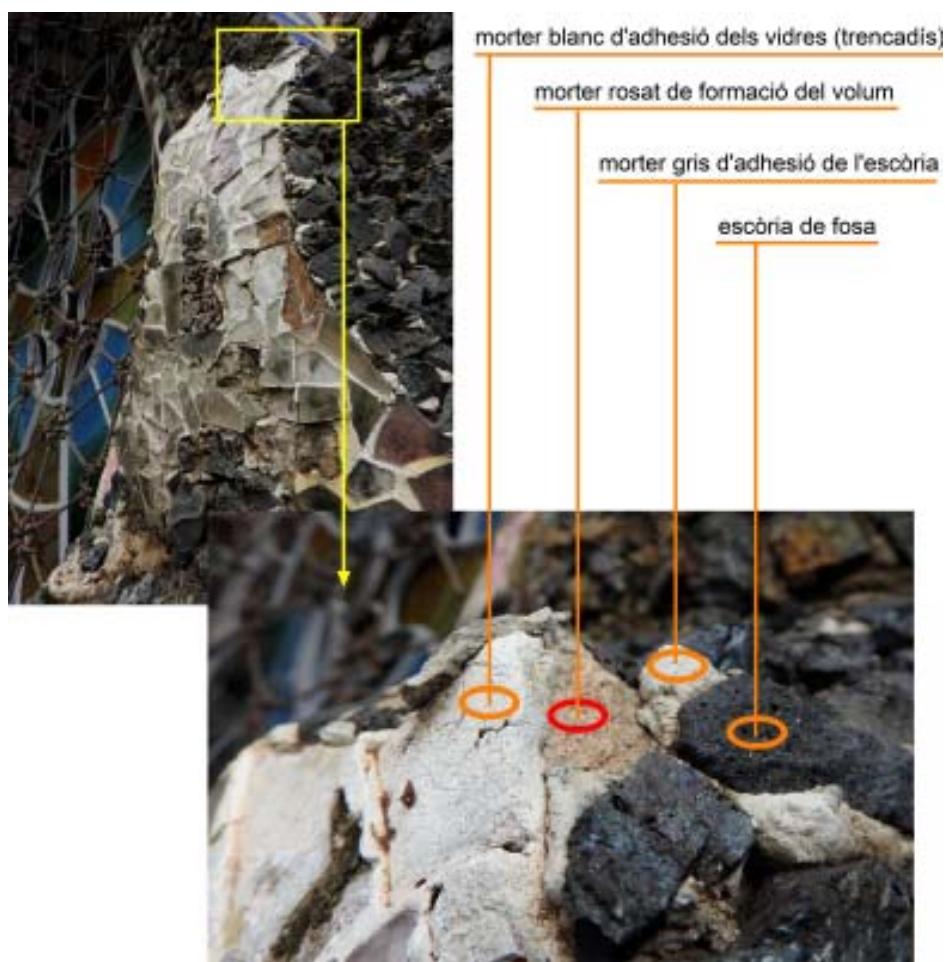 morter blanc d'adhesió dels vidres (trencadís)
morter rosat de formació del volum
morter gris d'adhesió de l'escòria
escòria de fosa